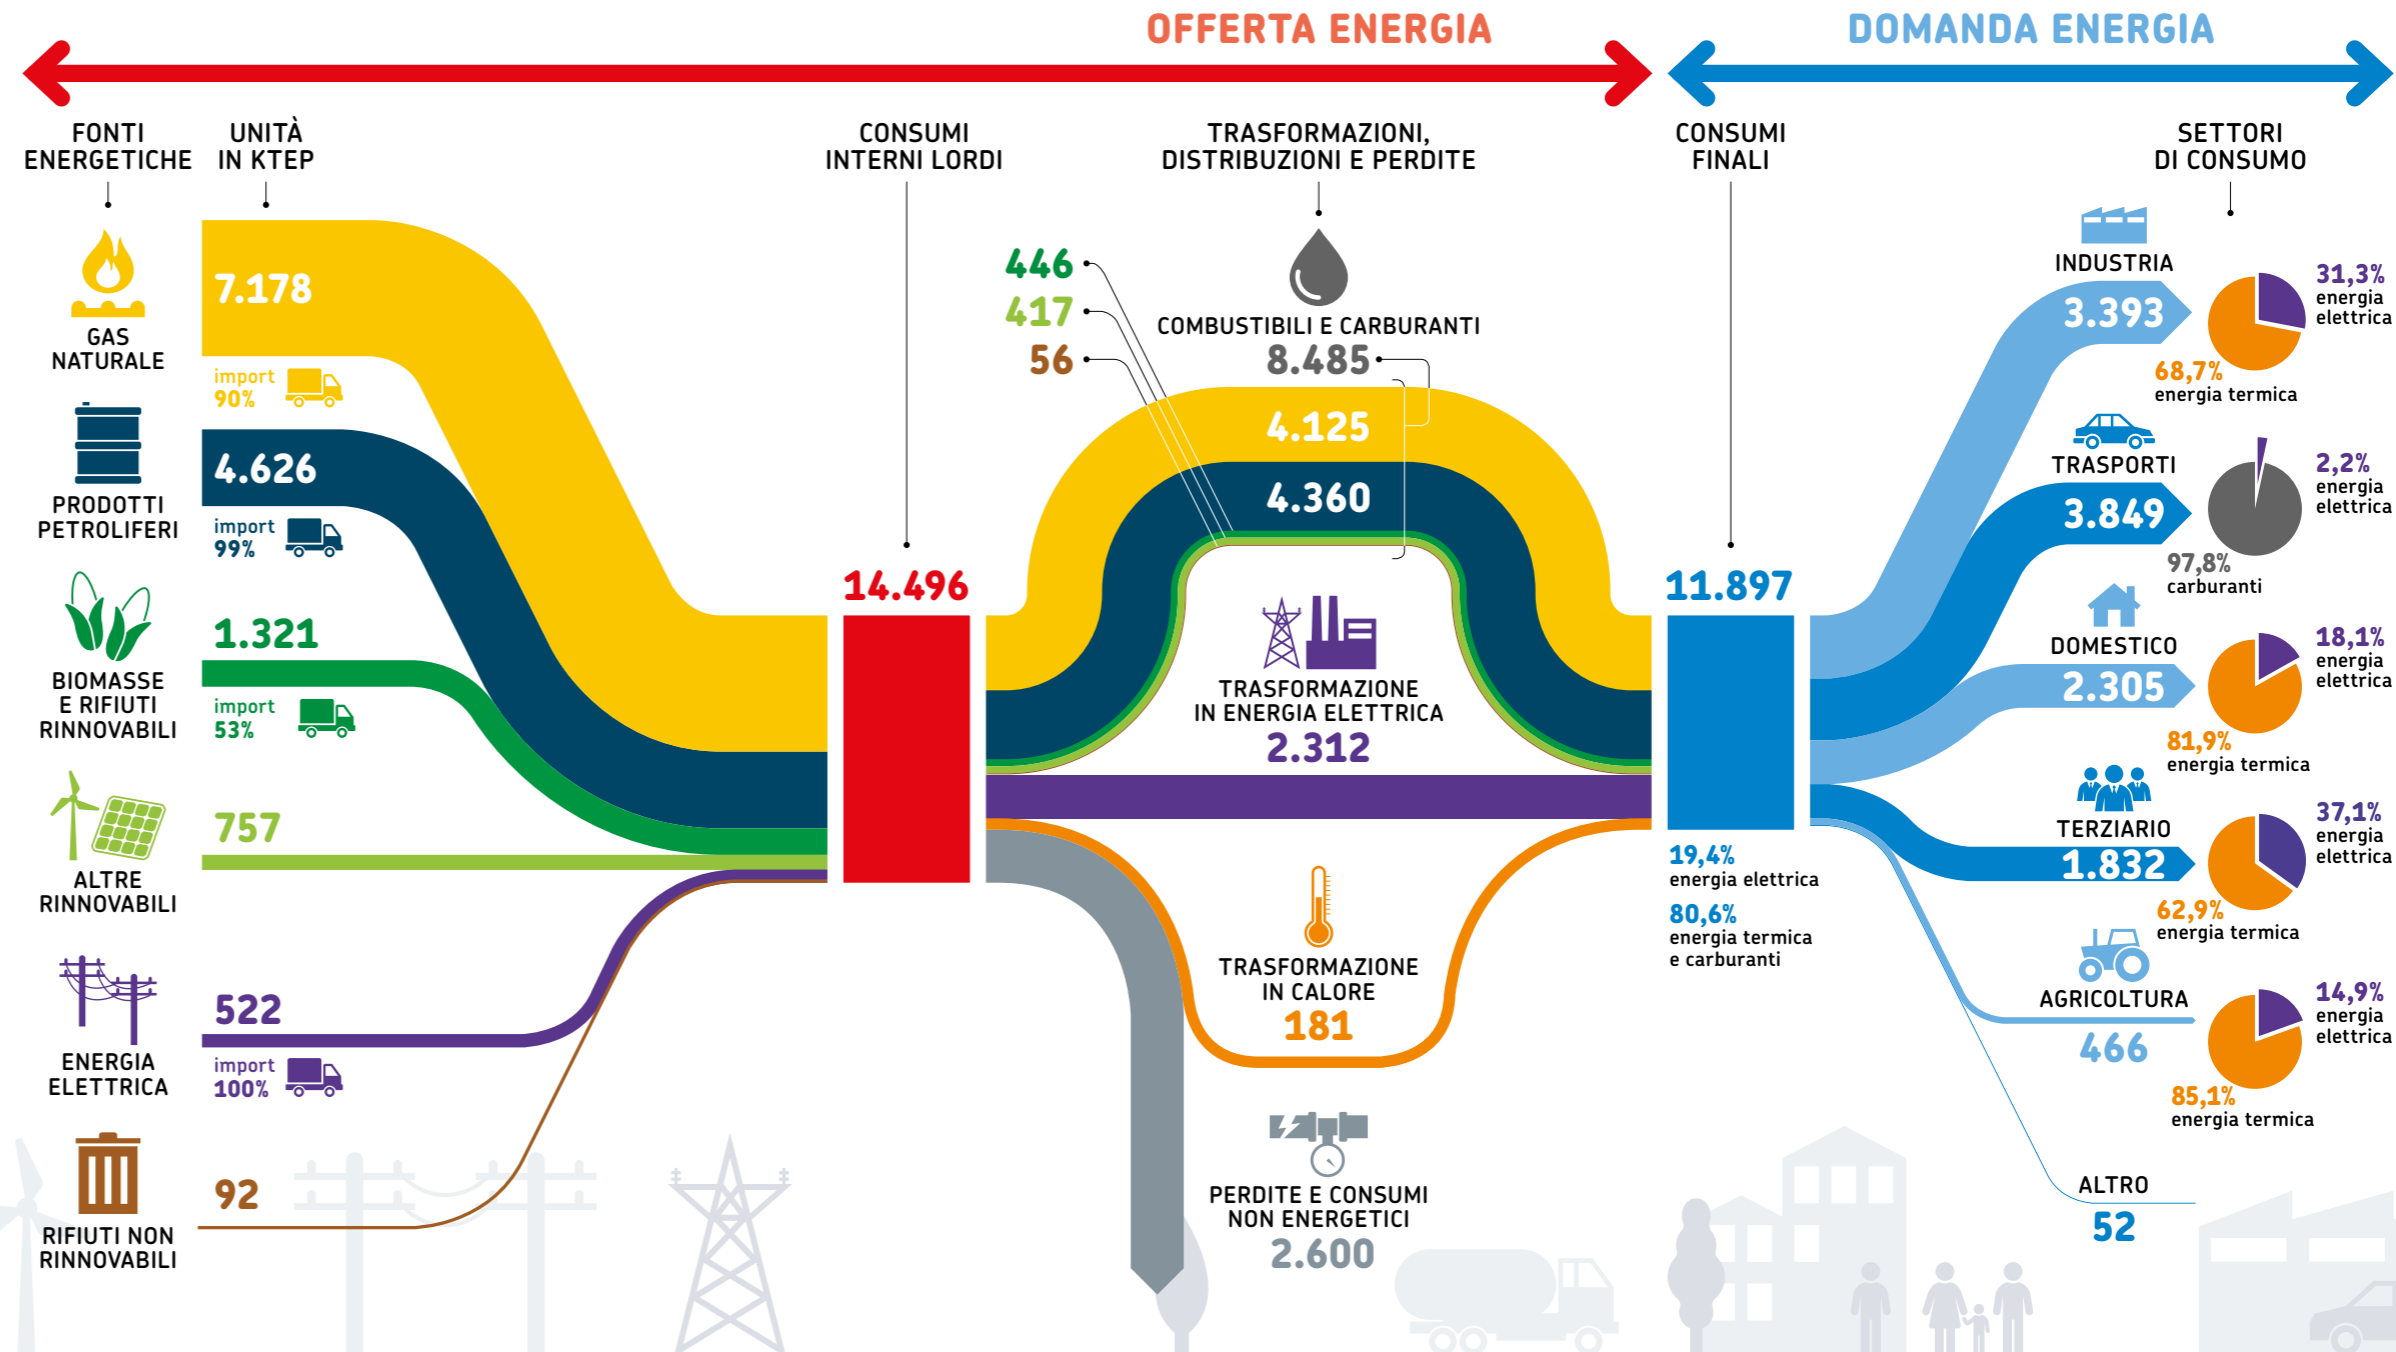 OFFERTA ENERGIA
DOMANDA ENERGIA
FONTI
ENERGETICHE
UNITÀ
IN KTEP
CONSUMI
INTERNI LORDI
TRASFORMAZIONI,
DISTRIBUZIONI E PERDITE
CONSUMI
FINALI
SETTORI
DI CONSUMO
GAS
NATURALE
7.178
import
90%
PRODOTTI
PETROLIFERI
4.626
import
99%
BIOMASSE
E RIFIUTI
RINNOVABILI
1.321
import
53%
ALTRE
RINNOVABILI
757
ENERGIA
ELETTRICA
522
import
100%
RIFIUTI NON
RINNOVABILI
92
14.496
446
417
56
COMBUSTIBILI E CARBURANTI
8.485
4.125
4.360
TRASFORMAZIONE
IN ENERGIA ELETTRICA
2.312
TRASFORMAZIONE
IN CALORE
181
PERDITE E CONSUMI
NON ENERGETICI
2.600
11.897
19,4%
energia elettrica
80,6%
energia termica
e carburanti
INDUSTRIA
3.393
31,3%
energia
elettrica
68,7%
energia termica
TRASPORTI
3.849
2,2%
energia
elettrica
97,8%
carburanti
DOMESTICO
2.305
18,1%
energia
elettrica
81,9%
energia termica
TERZIARIO
1.832
37,1%
energia
elettrica
62,9%
energia termica
AGRICOLTURA
466
14,9%
energia
elettrica
85,1%
energia termica
ALTRO
52